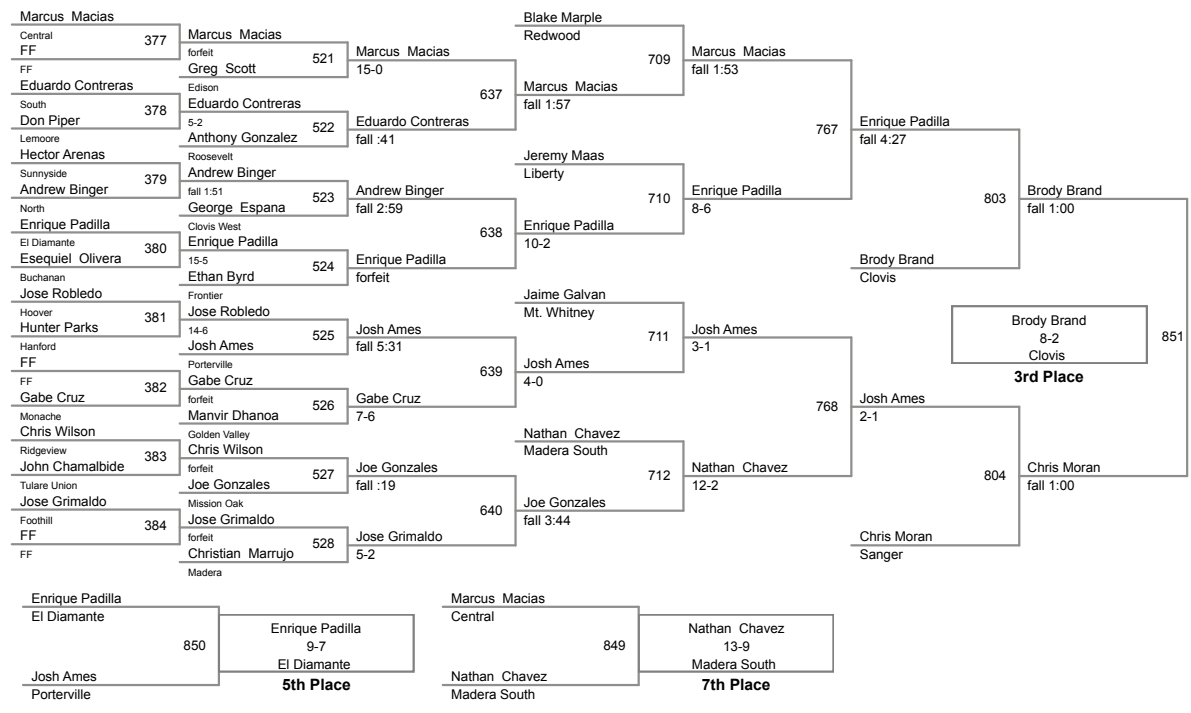 Marcus Macias
Central
377
FF
FF
Eduardo Contreras
South
378
Don Piper
Lemoore
Hector Arenas
Sunnyside
379
Andrew Binger
North
Enrique Padilla
El Diamante
380
Esequiel Olivera
Buchanan
Jose Robledo
Hoover
381
Hunter Parks
Hanford
FF
FF
382
Gabe Cruz
Monache
Chris Wilson
Ridgeview
383
John Chamalbide
Tulare Union
Jose Grimaldo
Foothill
384
FF
FF
Marcus Macias
forfeit
521
Greg Scott
Edison
Eduardo Contreras
5-2
522
Anthony Gonzalez
Roosevelt
Andrew Binger
fall 1:51
523
George Espana
Clovis West
Enrique Padilla
15-5
524
Ethan Byrd
Frontier
Jose Robledo
14-6
525
Josh Ames
Porterville
Gabe Cruz
forfeit
526
Manvir Dhanoa
Golden Valley
Chris Wilson
forfeit
527
Joe Gonzales
Mission Oak
Jose Grimaldo
forfeit
528
Christian Marrujo
Madera
Marcus Macias
15-0
637
Eduardo Contreras
fall :41
Andrew Binger
fall 2:59
638
Enrique Padilla
forfeit
Josh Ames
fall 5:31
639
Gabe Cruz
7-6
Joe Gonzales
fall :19
640
Jose Grimaldo
5-2
Blake Marple
Redwood
709
Marcus Macias
fall 1:57
Jeremy Maas
Liberty
710
Enrique Padilla
10-2
Jaime Galvan
Mt. Whitney
711
Josh Ames
4-0
Nathan Chavez
Madera South
712
Joe Gonzales
fall 3:44
Marcus Macias
fall 1:53
767
Enrique Padilla
8-6
Josh Ames
3-1
768
Nathan Chavez
12-2
Enrique Padilla
fall 4:27
803
Brody Brand
Clovis
Josh Ames
2-1
804
Chris Moran
Sanger
Brody Brand
fall 1:00
851
Chris Moran
fall 1:00
Brody Brand
8-2
Clovis
3rd Place
Enrique Padilla
El Diamante
850
Josh Ames
Porterville
Enrique Padilla
9-7
El Diamante
5th Place
Marcus Macias
Central
849
Nathan Chavez
Madera South
Nathan Chavez
13-9
Madera South
7th Place